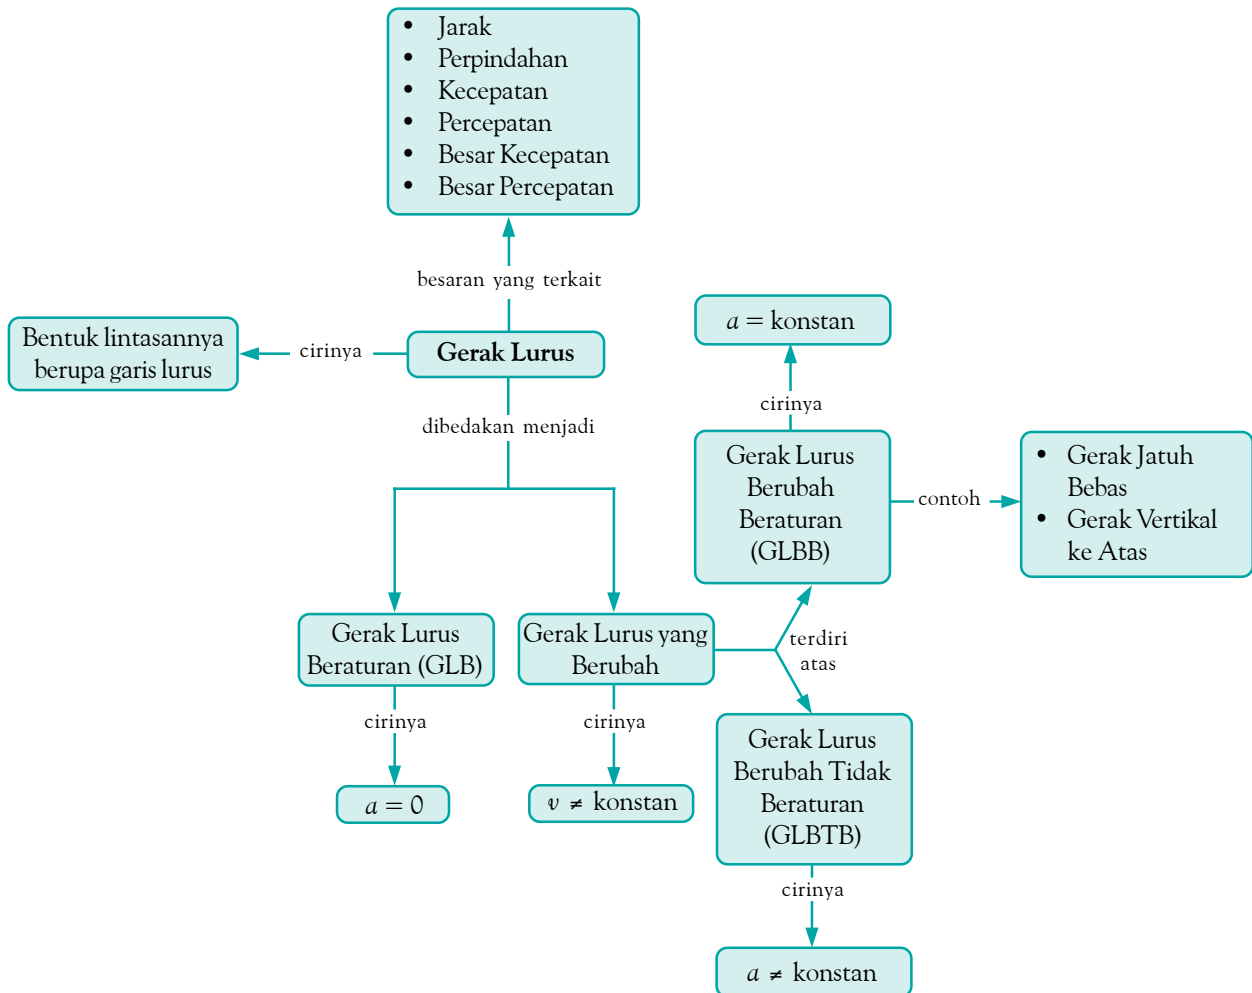 • Jarak
• Perpindahan
• Kecepatan
• Percepatan
• Besar Kecepatan
• Besar Percepatan
besaran yang terkait
Bentuk lintasannya
berupa garis lurus
cirinya
Gerak Lurus
dibedakan menjadi
a = konstan
cirinya
Gerak Lurus
Berubah
Beraturan
(GLBB)
contoh
• Gerak Jatuh
Bebas
• Gerak Vertikal
ke Atas
Gerak Lurus
Beraturan (GLB)
Gerak Lurus yang
Berubah
terdiri
atas
cirinya
cirinya
a = 0
v ≠ konstan
Gerak Lurus
Berubah Tidak
Beraturan
(GLBTB)
cirinya
a ≠ konstan